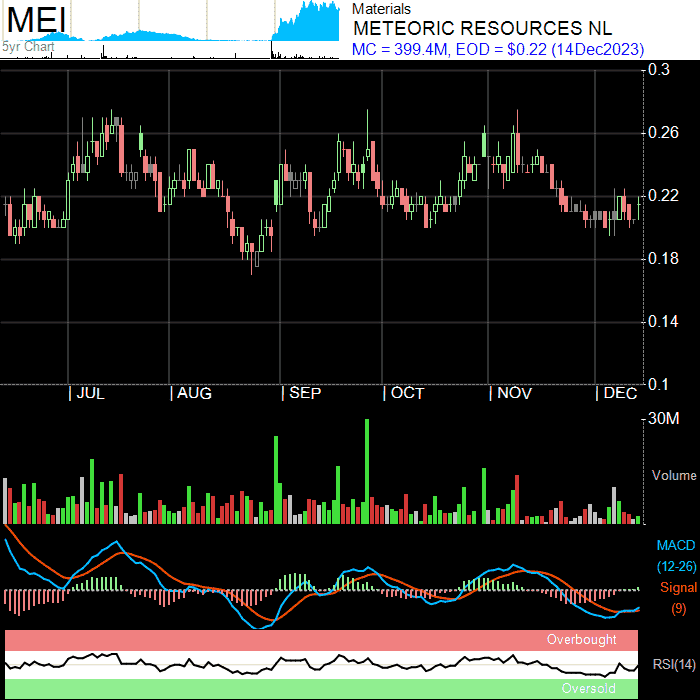 MEI
5yr Chart
Materials
METEORIC RESOURCES NL
MC = 399.4M, EOD = $0.22 (14Dec2023)
0.3
0.26
0.22
0.18
0.14
0.1
JUL AUG SEP OCT NOV DEC
30M
Volume
MACD
(12-26)
Signal
(9)
Overbought
RSI(14)
Oversold